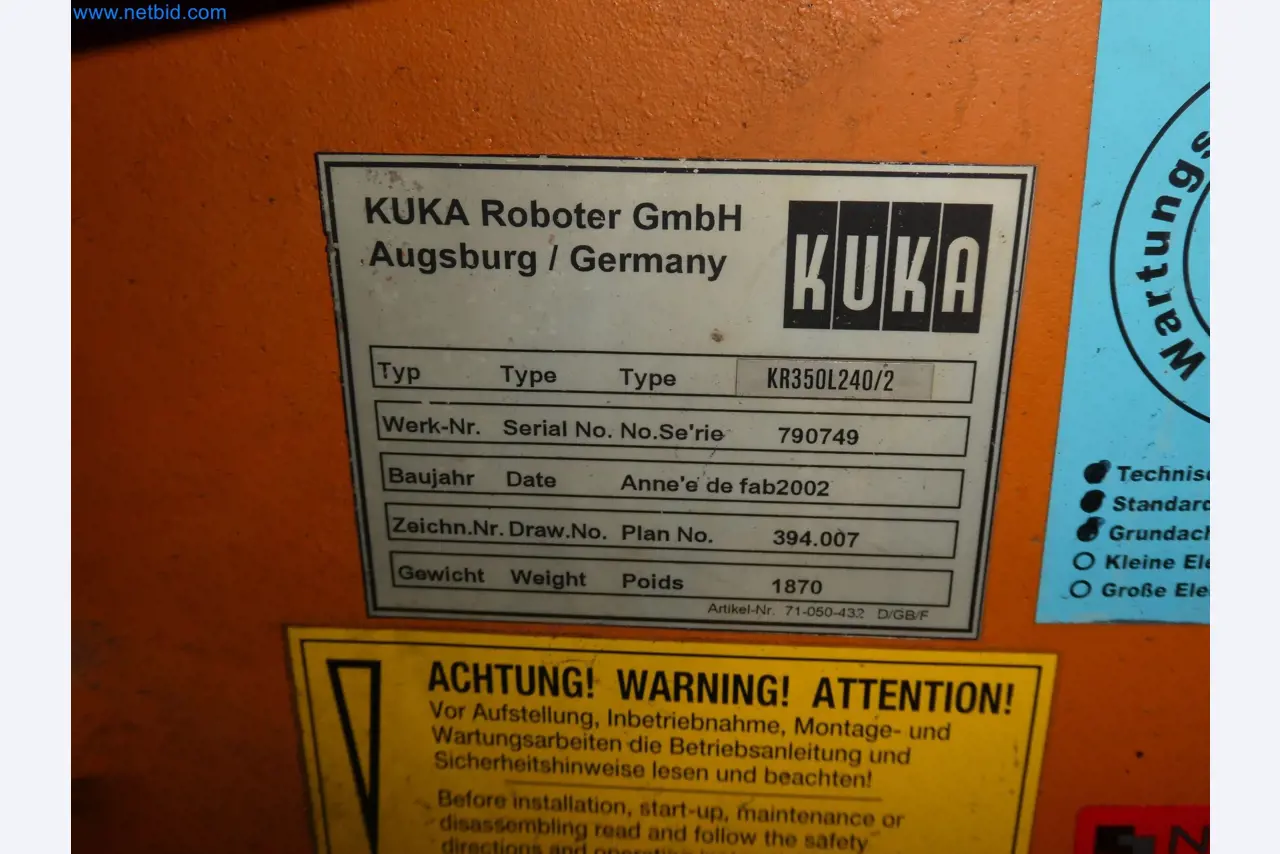 www.netbid.com
KUKA Roboter GmbH
Augsburg / Germany
KUKA
Typ Type Type KR350L240/2
Werk-Nr. Serial No. No.Se'rie 790749
Baujahr Date Anne'e de fab2002
Zeichn.Nr. Draw.No. Plan No. 394.007
Gewicht Weight Poids 1870
Artikel-Nr. 71-050-432 D/GB/F
Wartungs
Technisc
Standard
Grundach
Kleine Ele
Große Ele
ACHTUNG! WARNING! ATTENTION!
Vor Aufstellung, Inbetriebnahme, Montage- und
Wartungsarbeiten die Betriebsanleitung und
Sicherheitshinweise lesen und beachten!
Before installation, start-up, maintenance or
disassembling read and follow the safety
directions and